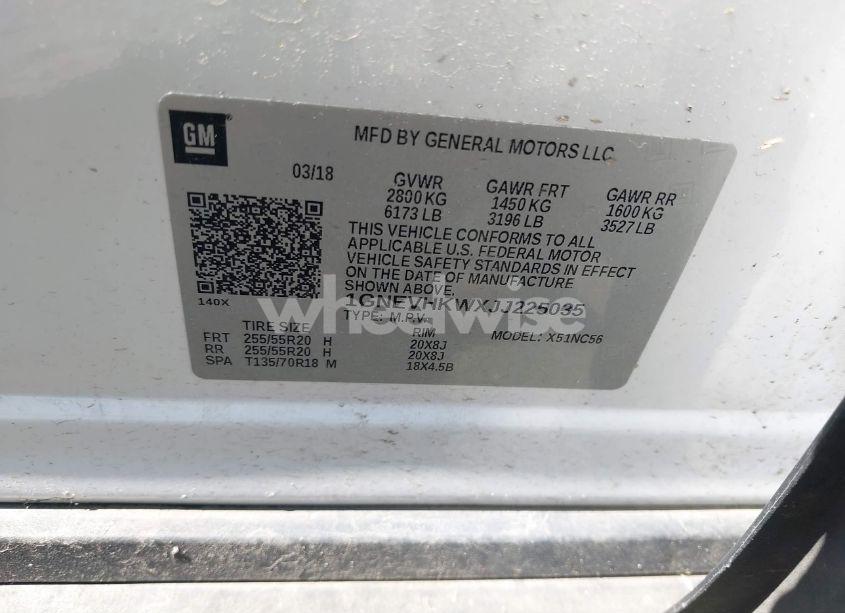 GM
MFD BY GENERAL MOTORS LLC
03/18
GVWR GAWR FRT GAWR RR
2800 KG 1450 KG 1600 KG
6173 LB 3196 LB 3527 LB
THIS VEHICLE CONFORMS TO ALL
APPLICABLE U.S. FEDERAL MOTOR
VEHICLE SAFETY STANDARDS IN EFFECT
ON THE DATE OF MANUFACTURE
SHOWN ABOVE.
140X
1GNEVHKWXJJ225035
TYPE: M.P.V.
MODEL: X51NC56
TIRE SIZE RIM
FRT 255/55R20 H 20X8J
RR 255/55R20 H 20X8J
SPA T135/70R18 M 18X4.5B
wheelwise